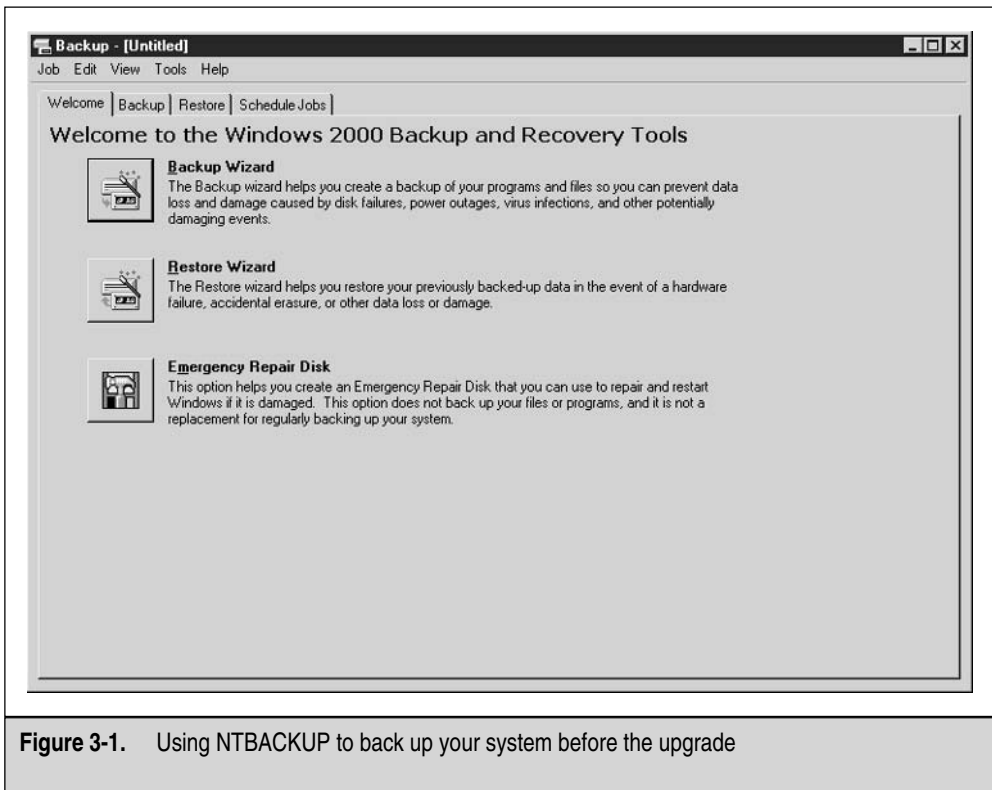 Backup - [Untitled]
Job Edit View Tools Help
Welcome Backup Restore Schedule Jobs
Welcome to the Windows 2000 Backup and Recovery Tools
Backup Wizard
The Backup wizard helps you create a backup of your programs and files so you can prevent data
loss and damage caused by disk failures, power outages, virus infections, and other potentially
damaging events.
Restore Wizard
The Restore wizard helps you restore your previously backed-up data in the event of a hardware
failure, accidental erasure, or other data loss or damage.
Emergency Repair Disk
This option helps you create an Emergency Repair Disk that you can use to repair and restart
Windows if it is damaged. This option does not back up your files or programs, and it is not a
replacement for regularly backing up your system.
Figure 3-1. Using NTBACKUP to back up your system before the upgrade